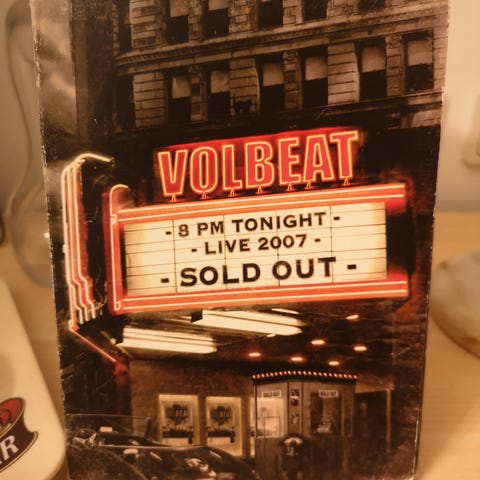 VOLBEAT
- 8 PM TONIGHT -
- LIVE 2007 -
- SOLD OUT -